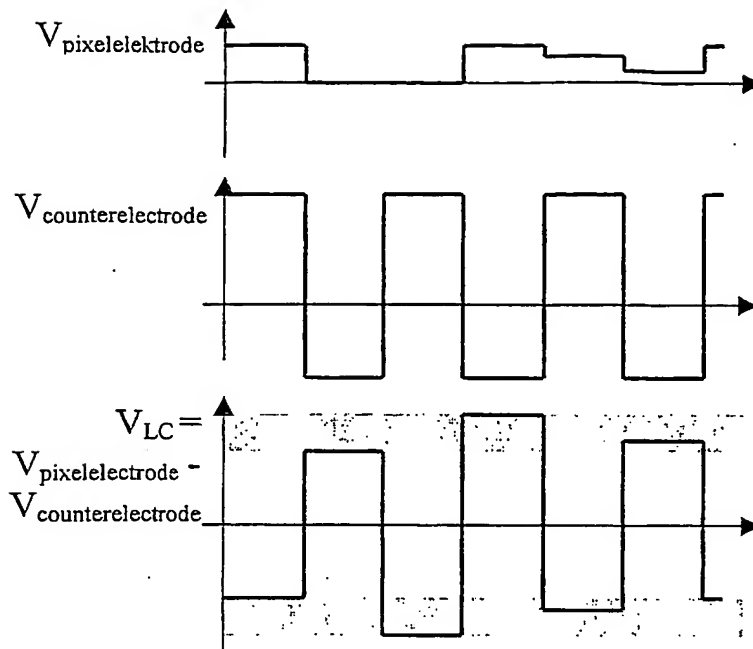 Vpixelelektrode
Vcounterelectrode
VLC=
Vpixelelectrode -
Vcounterelectrode